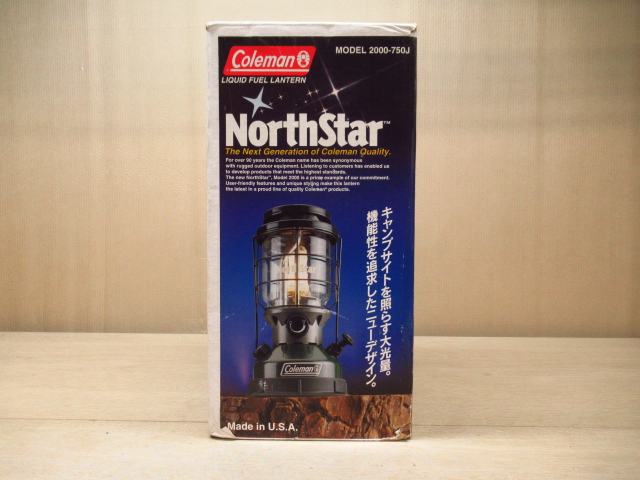 Coleman
MODEL 2000-750J
LIQUID FUEL LANTERN
NorthStar™
The Next Generation of Coleman Quality.
For over 90 years the Coleman name has been synonymous
with rugged outdoor equipment. Listening to customers has enabled us
to develop products that meet the highest standards.
The new NorthStar™, Model 2000 is a prime example of our commitment.
User-friendly features and unique styling make this lantern
the latest in a proud line of quality Coleman® products.
キャンプサイトを照らす大光量。
機能性を追求したニューデザイン。
Coleman
Made in U.S.A.